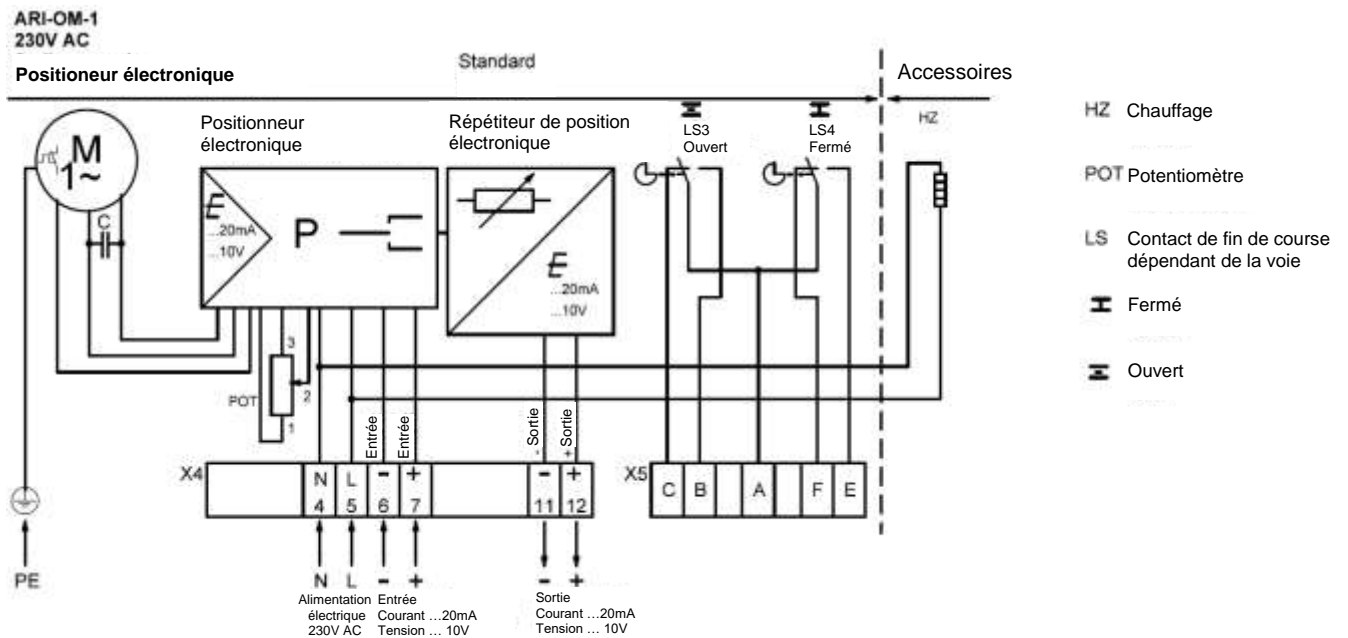 ARI-OM-1
230V AC
Positioneur électronique
Standard
Accessoires
Positionneur
électronique
Répétiteur de position
électronique
LS3
Ouvert
LS4
Fermé
HZ
M
1~
C
E
...20mA
...10V
P
E
...20mA
...10V
POT
3
2
1
Entrée
Entrée
- Sortie
+ Sortie
X4
N
4
L
5
-
6
+
7
-
11
+
12
X5
C
B
A
F
E
PE
N
L
-
+
-
+
Alimentation
électrique
230V AC
Entrée
Courant …20mA
Tension … 10V
Sortie
Courant …20mA
Tension … 10V
HZ Chauffage
POT Potentiomètre
LS Contact de fin de course
dépendant de la voie
Fermé
Ouvert